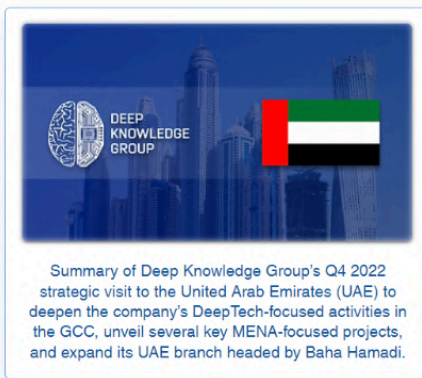 DEEP
KNOWLEDGE
GROUP
Summary of Deep Knowledge Group's Q4 2022
strategic visit to the United Arab Emirates (UAE) to
deepen the company's DeepTech-focused activities in
the GCC, unveil several key MENA-focused projects,
and expand its UAE branch headed by Baha Hamadi.